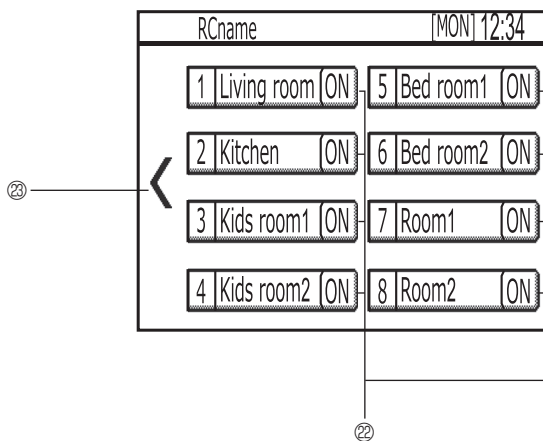 RCname [MON] 12:34
1 Living room ON 5 Bed room1 ON
2 Kitchen ON 6 Bed room2 ON
㉓
3 Kids room1 ON 7 Room1 ON
4 Kids room2 ON 8 Room2 ON
㉒